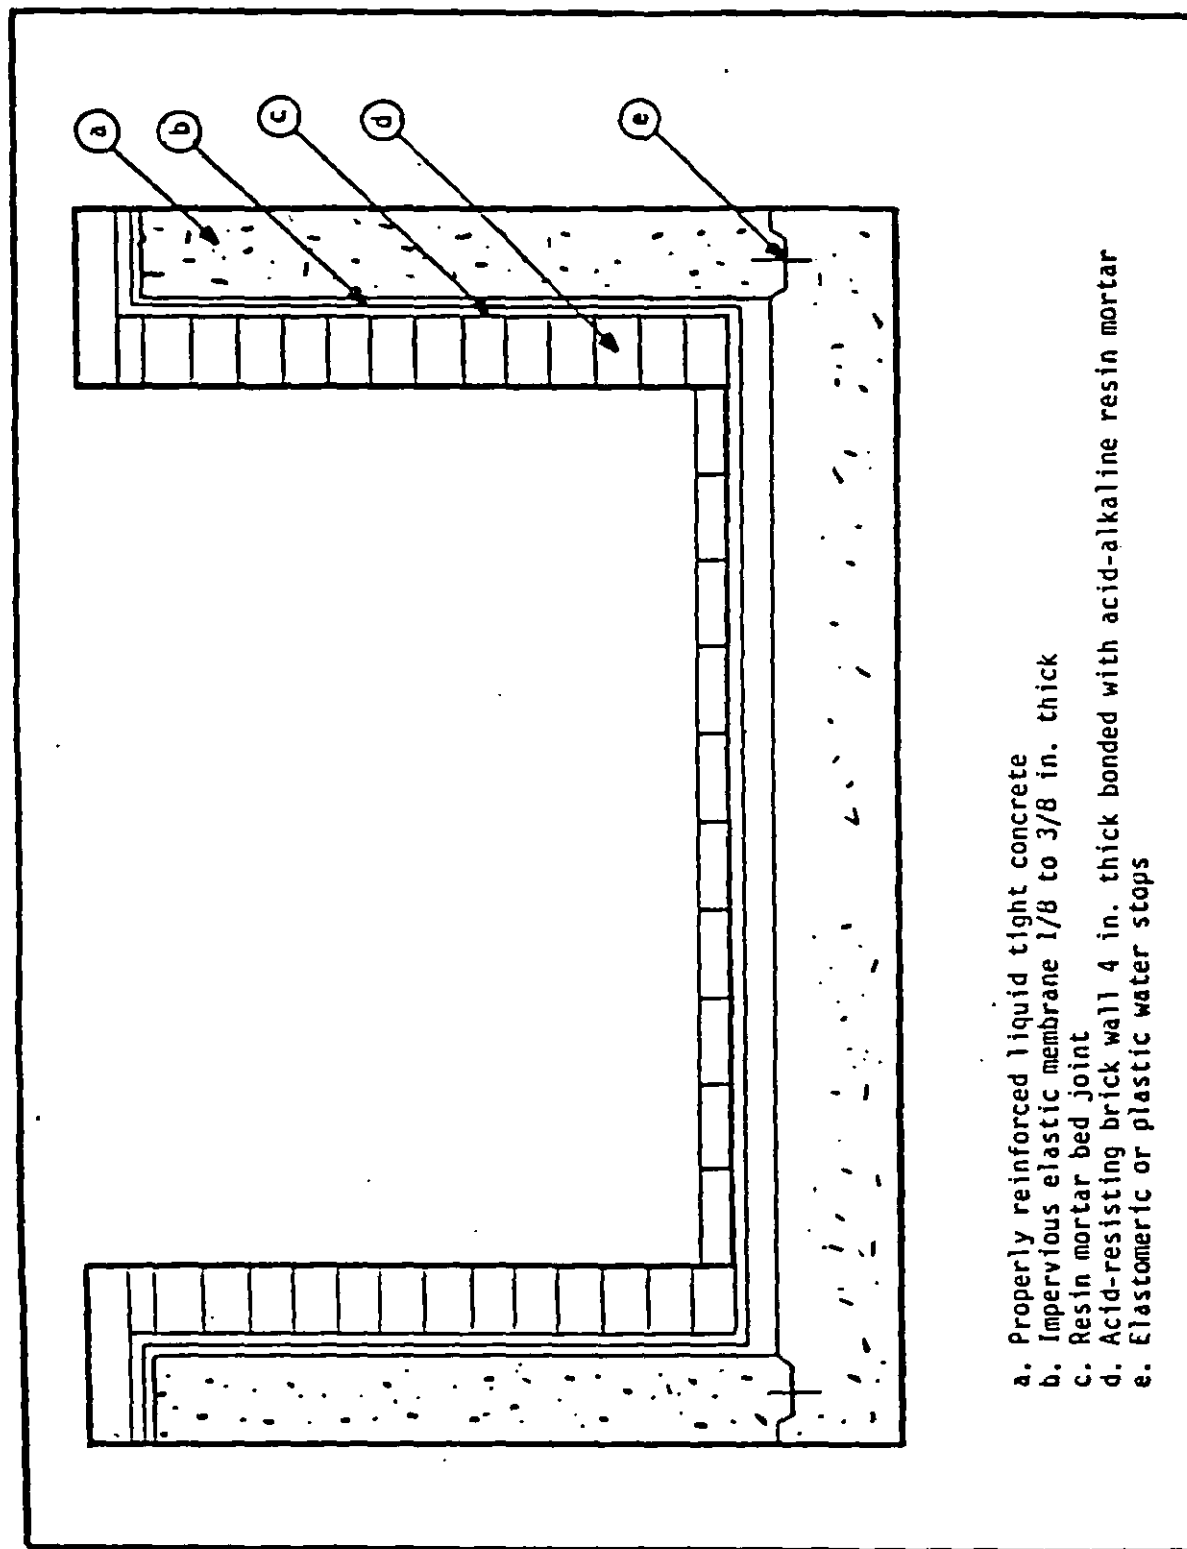 a
b
c
d
e
a. Properly reinforced liquid tight concrete
b. Impervious elastic membrane 1/8 to 3/8 in. thick
c. Resin mortar bed joint
d. Acid-resisting brick wall 4 in. thick bonded with acid-alkaline resin mortar
e. Elastomeric or plastic water stops